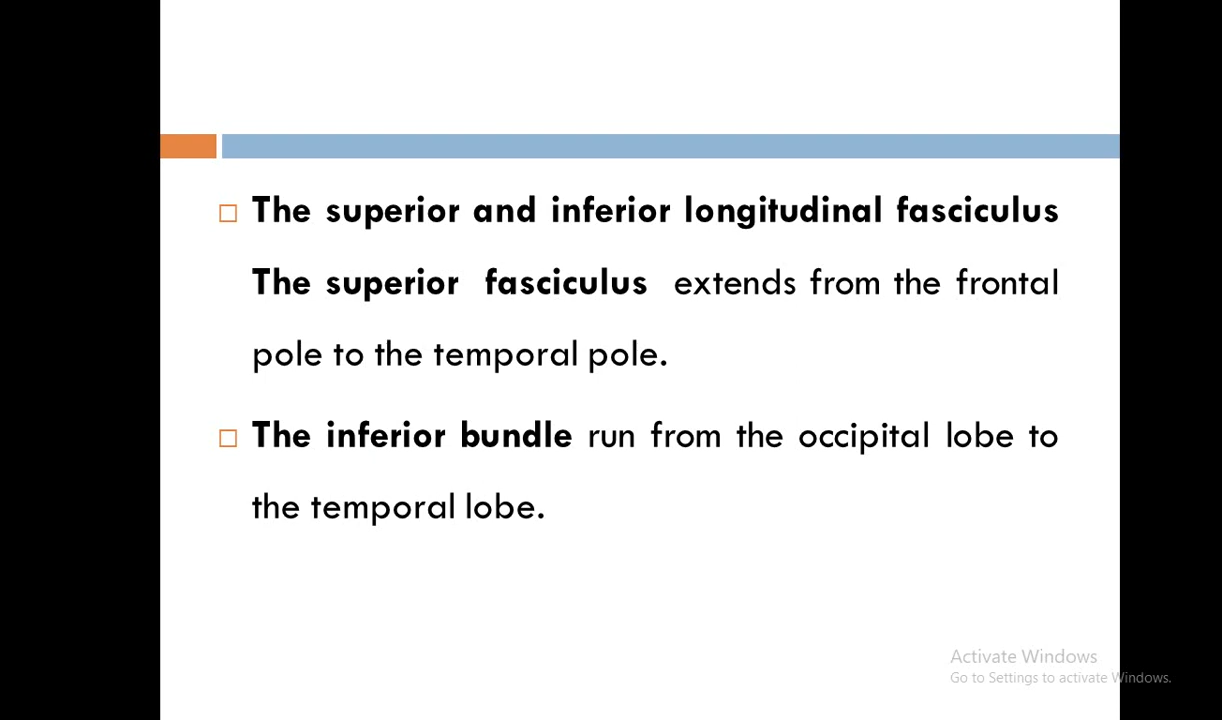 The superior and inferior longitudinal fasciculus
The superior fasciculus extends from the frontal
pole to the temporal pole.
The inferior bundle run from the occipital lobe to
the temporal lobe.
Activate Windows
Go to Settings to activate Windows.